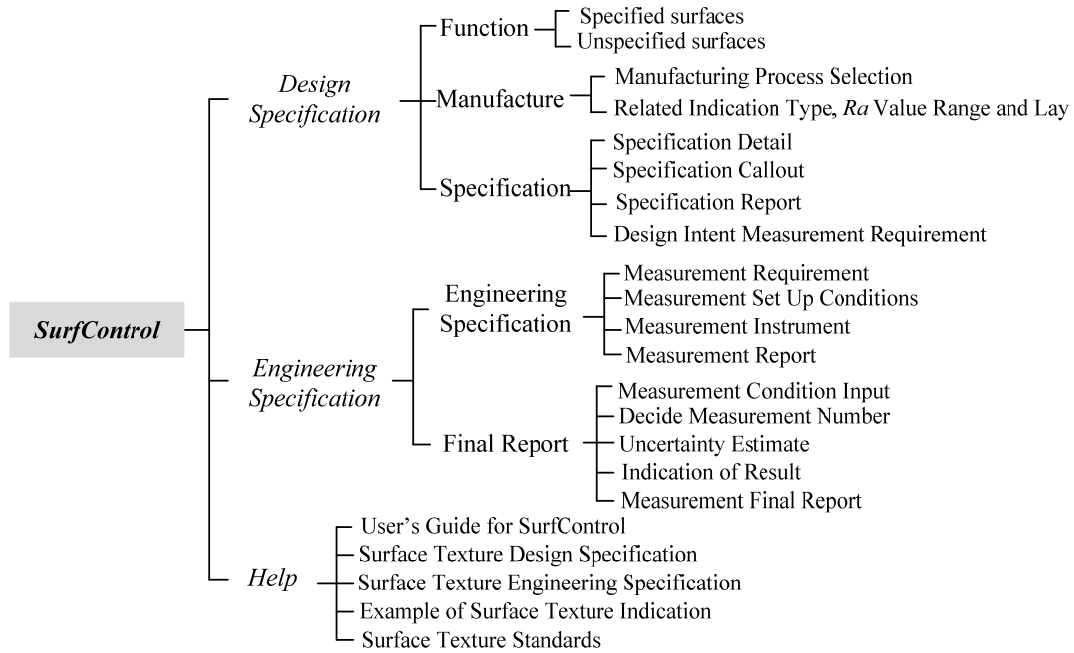 SurfControl
Design
Specification
Function
Specified surfaces
Unspecified surfaces
Manufacture
Manufacturing Process Selection
Related Indication Type, Ra Value Range and Lay
Specification
Specification Detail
Specification Callout
Specification Report
Design Intent Measurement Requirement
Engineering
Specification
Engineering
Specification
Measurement Requirement
Measurement Set Up Conditions
Measurement Instrument
Measurement Report
Final Report
Measurement Condition Input
Decide Measurement Number
Uncertainty Estimate
Indication of Result
Measurement Final Report
Help
User's Guide for SurfControl
Surface Texture Design Specification
Surface Texture Engineering Specification
Example of Surface Texture Indication
Surface Texture Standards